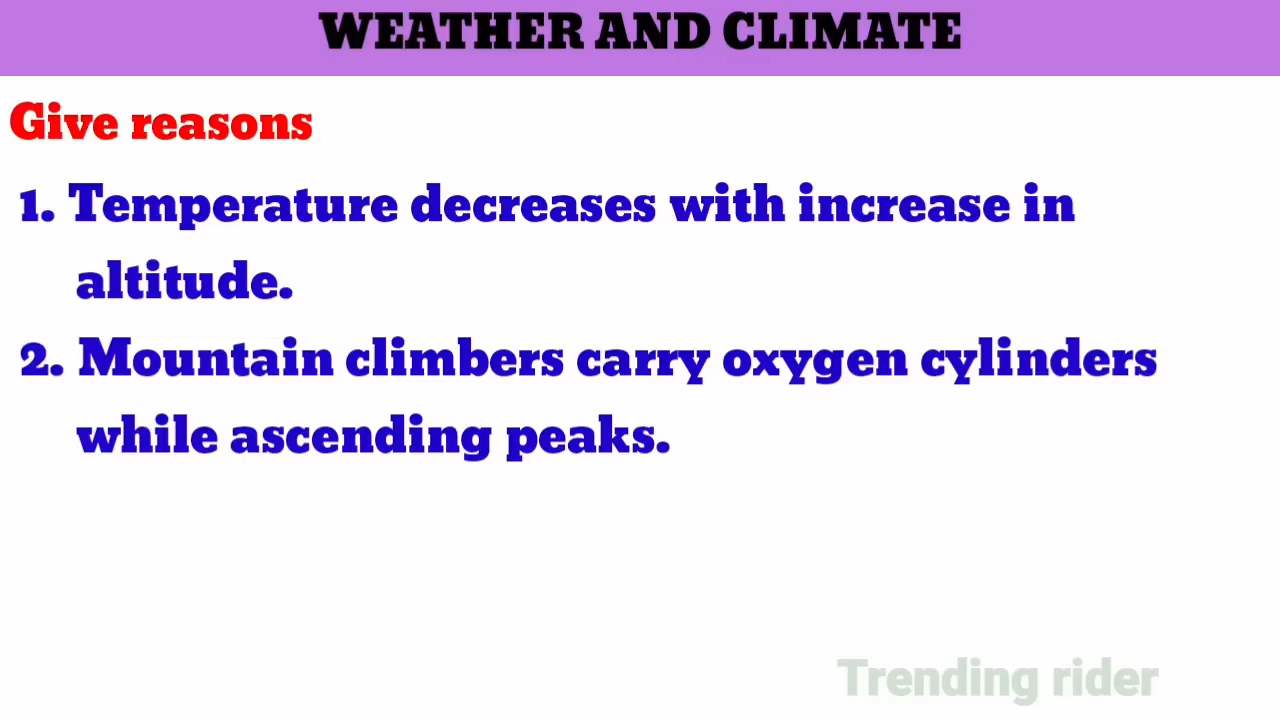 WEATHER AND CLIMATE
Give reasons
1. Temperature decreases with increase in
altitude.
2. Mountain climbers carry oxygen cylinders
while ascending peaks.
Trending rider